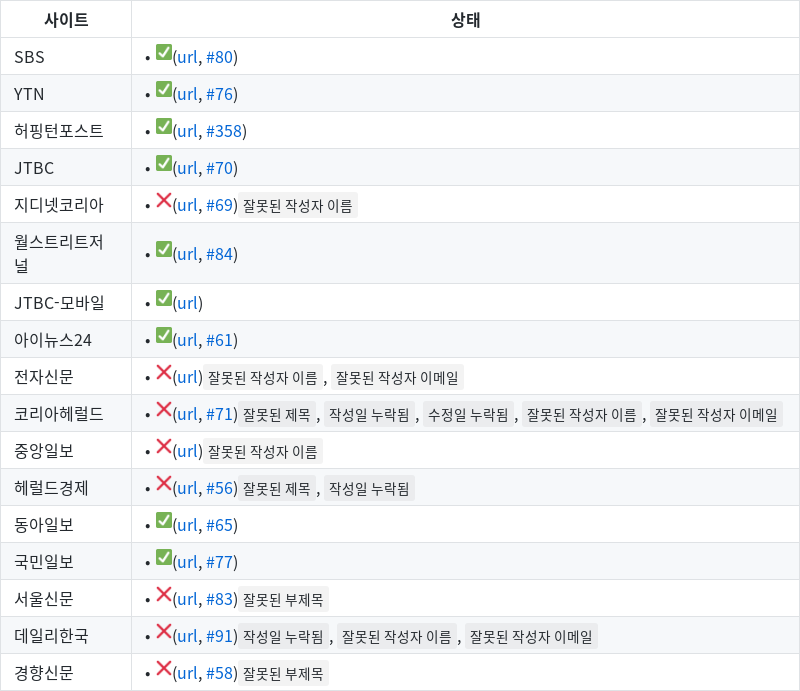 사이트 상태
SBS • ✅(url, #80)
YTN • ✅(url, #76)
허핑턴포스트 • ✅(url, #358)
JTBC • ✅(url, #70)
지디넷코리아 • ❌(url, #69) 잘못된 작성자 이름
월스트리트저
널 • ✅(url, #84)
JTBC-모바일 • ✅(url)
아이뉴스24 • ✅(url, #61)
전자신문 • ❌(url) 잘못된 작성자 이름 , 잘못된 작성자 이메일
코리아헤럴드 • ❌(url, #71) 잘못된 제목 , 작성일 누락됨 , 수정일 누락됨 , 잘못된 작성자 이름 , 잘못된 작성자 이메일
중앙일보 • ❌(url) 잘못된 작성자 이름
헤럴드경제 • ❌(url, #56) 잘못된 제목 , 작성일 누락됨
동아일보 • ✅(url, #65)
국민일보 • ✅(url, #77)
서울신문 • ❌(url, #83) 잘못된 부제목
데일리한국 • ❌(url, #91) 작성일 누락됨 , 잘못된 작성자 이름 , 잘못된 작성자 이메일
경향신문 • ❌(url, #58) 잘못된 부제목